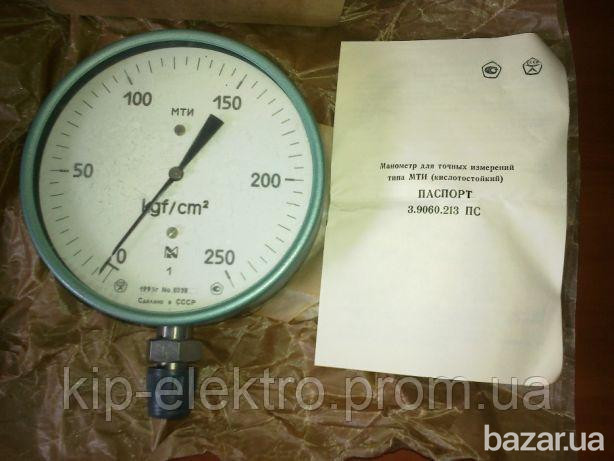 МТИ
0
50
100
150
200
250
kgf/cm²
1
Сделано в СССР
СССР
Манометр для точных измерений
типа МТИ (кислотостойкий)
ПАСПОРТ
3.9060.213 ПС
kip-elektro.prom.ua
bazar.ua